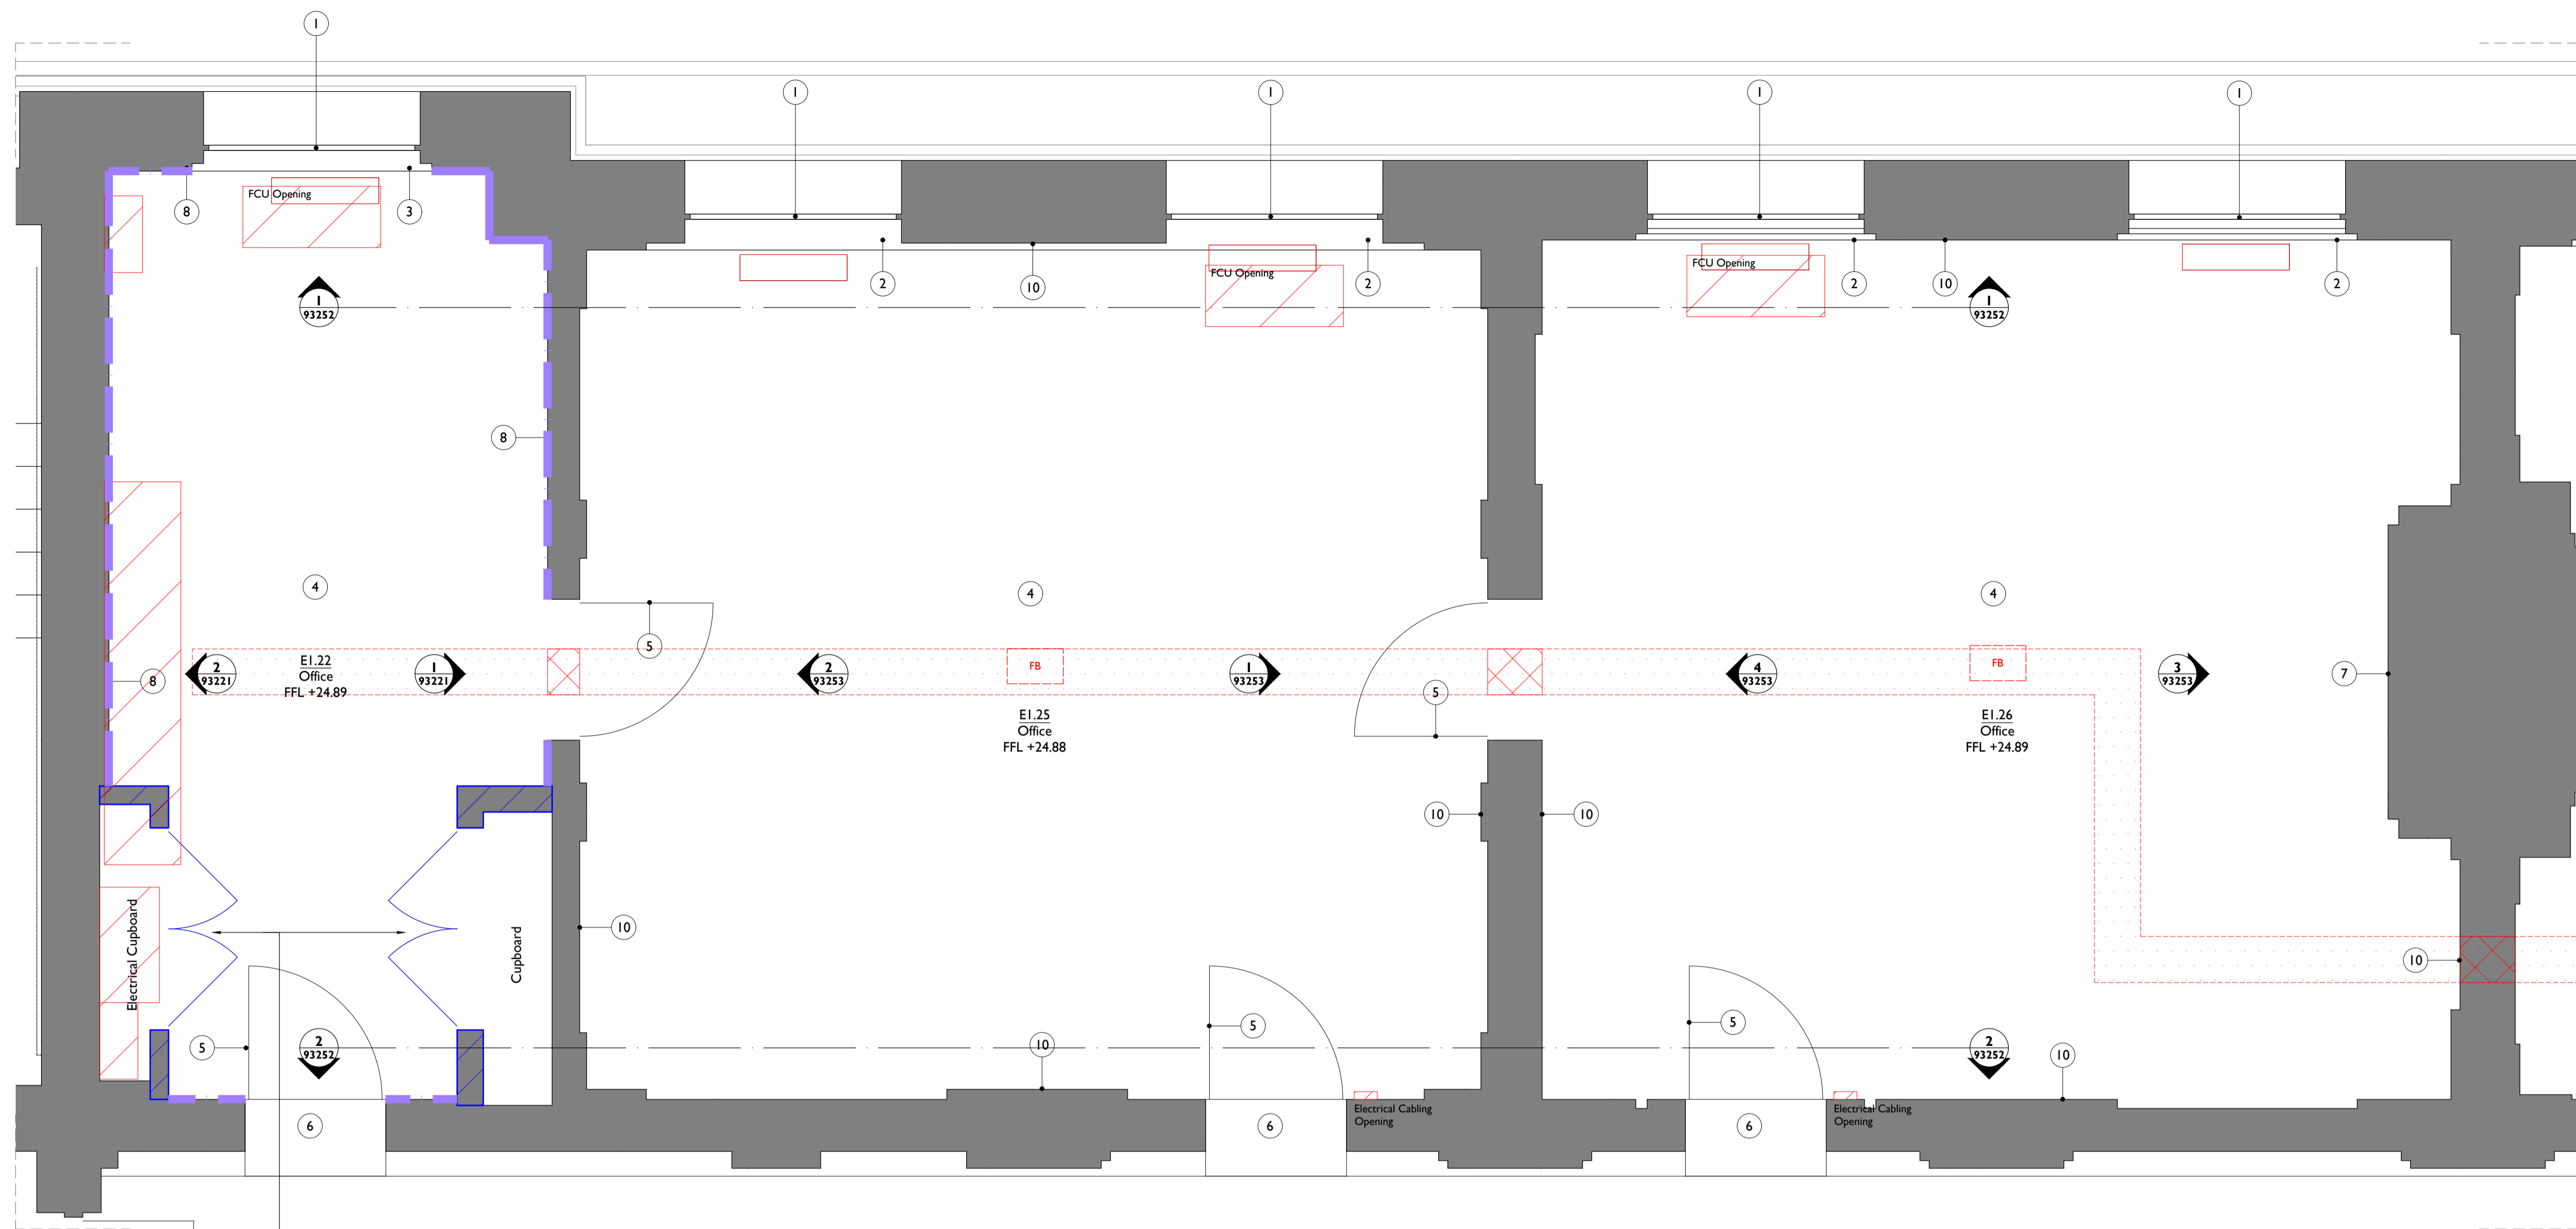 1
1
1
1
1
8
FCU Opening
3
2
FCU Opening
10
2
FCU Opening
2
10
2
1
93252
1
93252
8
4
4
4
5
FB
FB
2
93221
E1.22
Office
FFL +24.89
1
93221
2
93253
1
93253
4
93253
3
93253
7
8
5
E1.25
Office
FFL +24.88
E1.26
Office
FFL +24.89
10
10
10
Electrical Cupboard
Cupboard
10
5
2
93252
10
5
5
2
93252
10
6
6
Electrical Cabling
Opening
6
Electrical Cabling
Opening